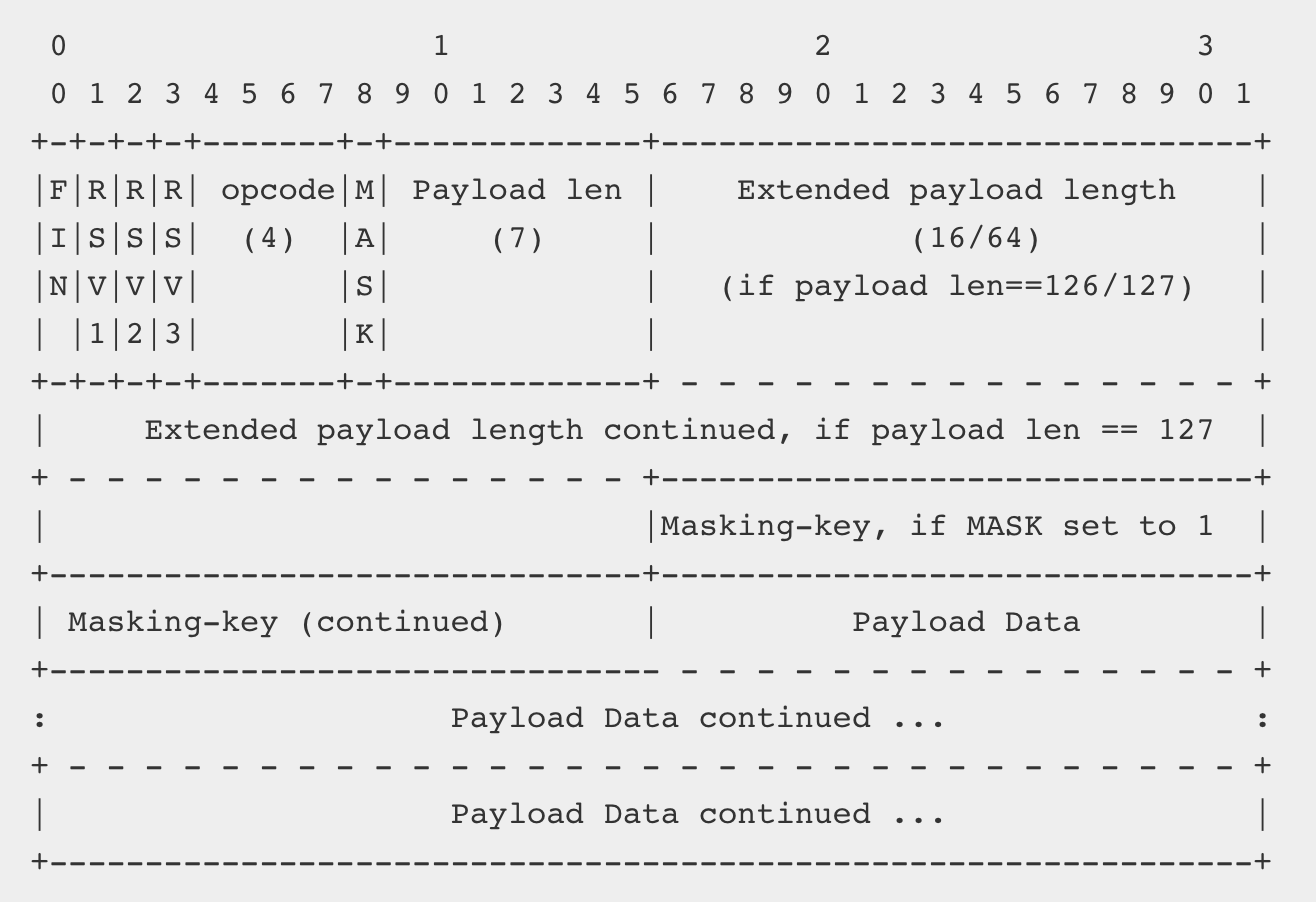 0                   1                   2                   3
 0 1 2 3 4 5 6 7 8 9 0 1 2 3 4 5 6 7 8 9 0 1 2 3 4 5 6 7 8 9 0 1
+-+-+-+-+-------+-+-------------+-------------------------------+
|F|R|R|R| opcode|M| Payload len |    Extended payload length    |
|I|S|S|S|  (4)  |A|     (7)     |             (16/64)           |
|N|V|V|V|       |S|             |   (if payload len==126/127)   |
| |1|2|3|       |K|             |                               |
+-+-+-+-+-------+-+-------------+ - - - - - - - - - - - - - - - +
|     Extended payload length continued, if payload len == 127  |
+ - - - - - - - - - - - - - - - +-------------------------------+
|                               |Masking-key, if MASK set to 1  |
+-------------------------------+-------------------------------+
| Masking-key (continued)       |          Payload Data         |
+-------------------------------- - - - - - - - - - - - - - - - +
:                     Payload Data continued ...                :
+ - - - - - - - - - - - - - - - - - - - - - - - - - - - - - - - +
|                     Payload Data continued ...                |
+---------------------------------------------------------------+